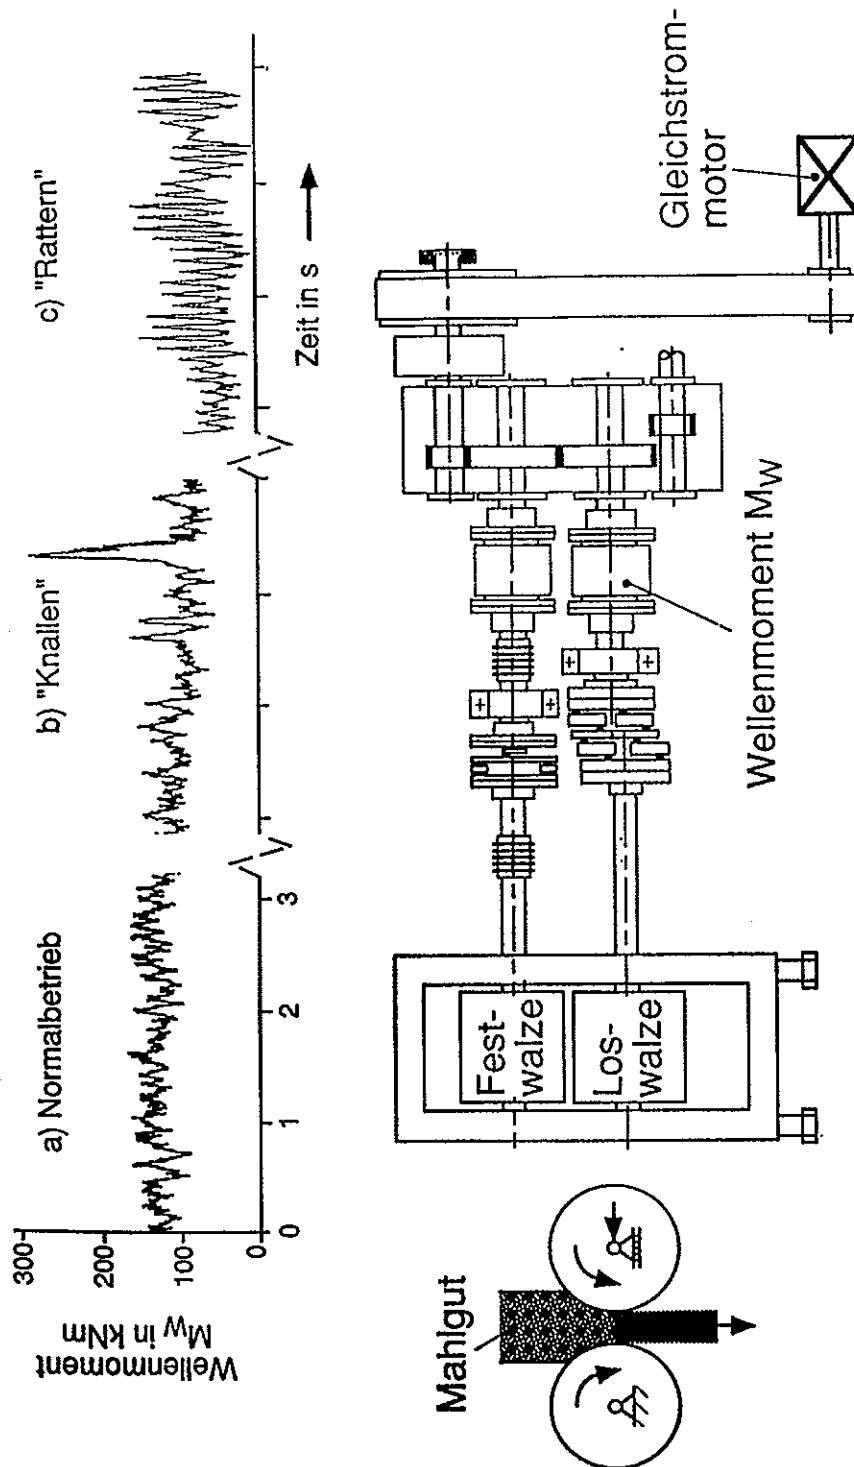 a) Normalbetrieb
b) "Knallen"
c) "Rattern"
Wellenmoment
M_W in kNm
300
200
100
0
0
1
2
3
Zeit in s
Mahlgut
Fest-
walze
Los-
walze
Wellenmoment M_W
Gleichstrom-
motor